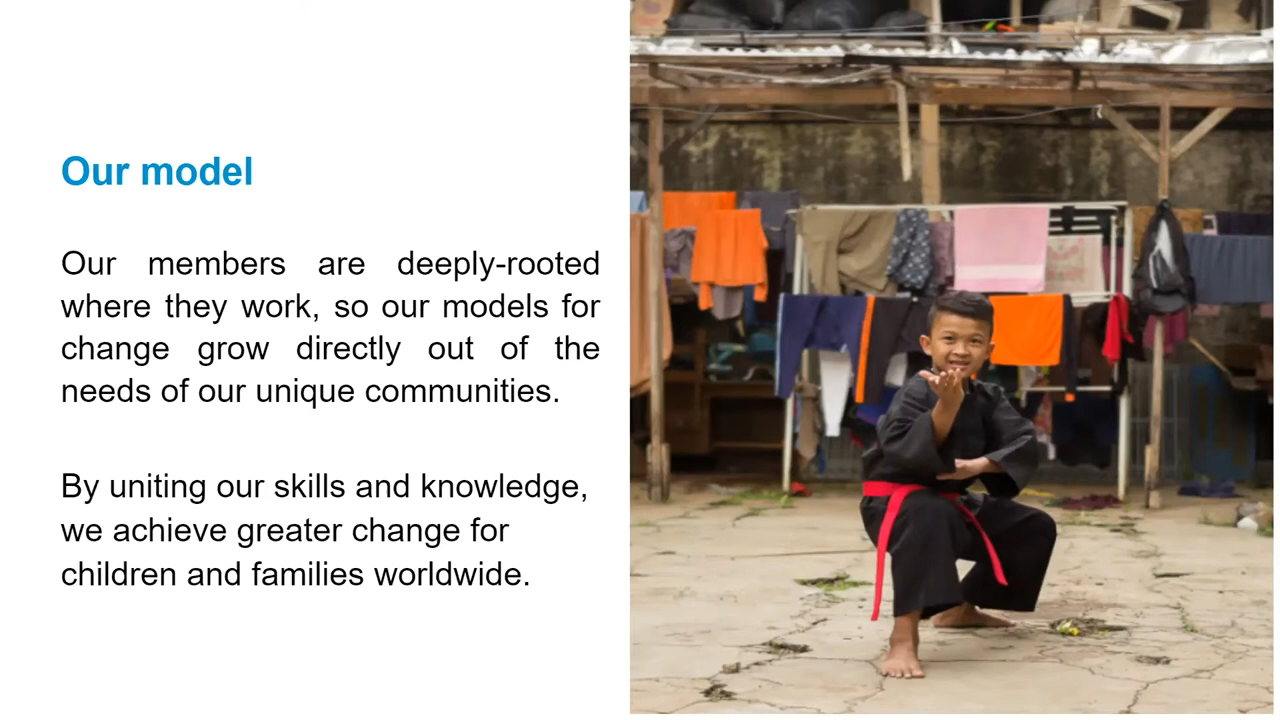 Our model
Our members are deeply-rooted
where they work, so our models for
change grow directly out of the
needs of our unique communities.
By uniting our skills and knowledge,
we achieve greater change for
children and families worldwide.